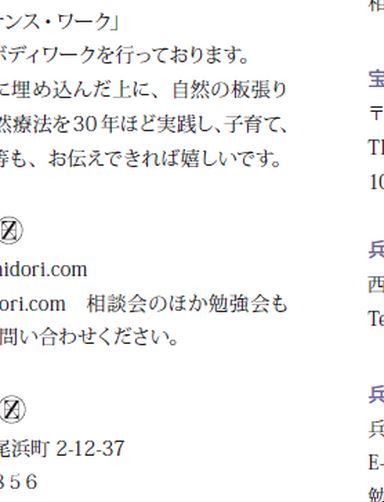 ナンス・ワーク」
ボディワークを行っております。
に埋め込んだ上に、自然の板張り
然療法を30年ほど実践し、子育て、
等も、お伝えできれば嬉しいです。
Ⓩ
midori.com
ori.com　相談会のほか勉強会も
問い合わせください。
Ⓩ
尾浜町 2-12-37
856
宝
〒
10
兵
西
Te
兵
兵
E-
勉